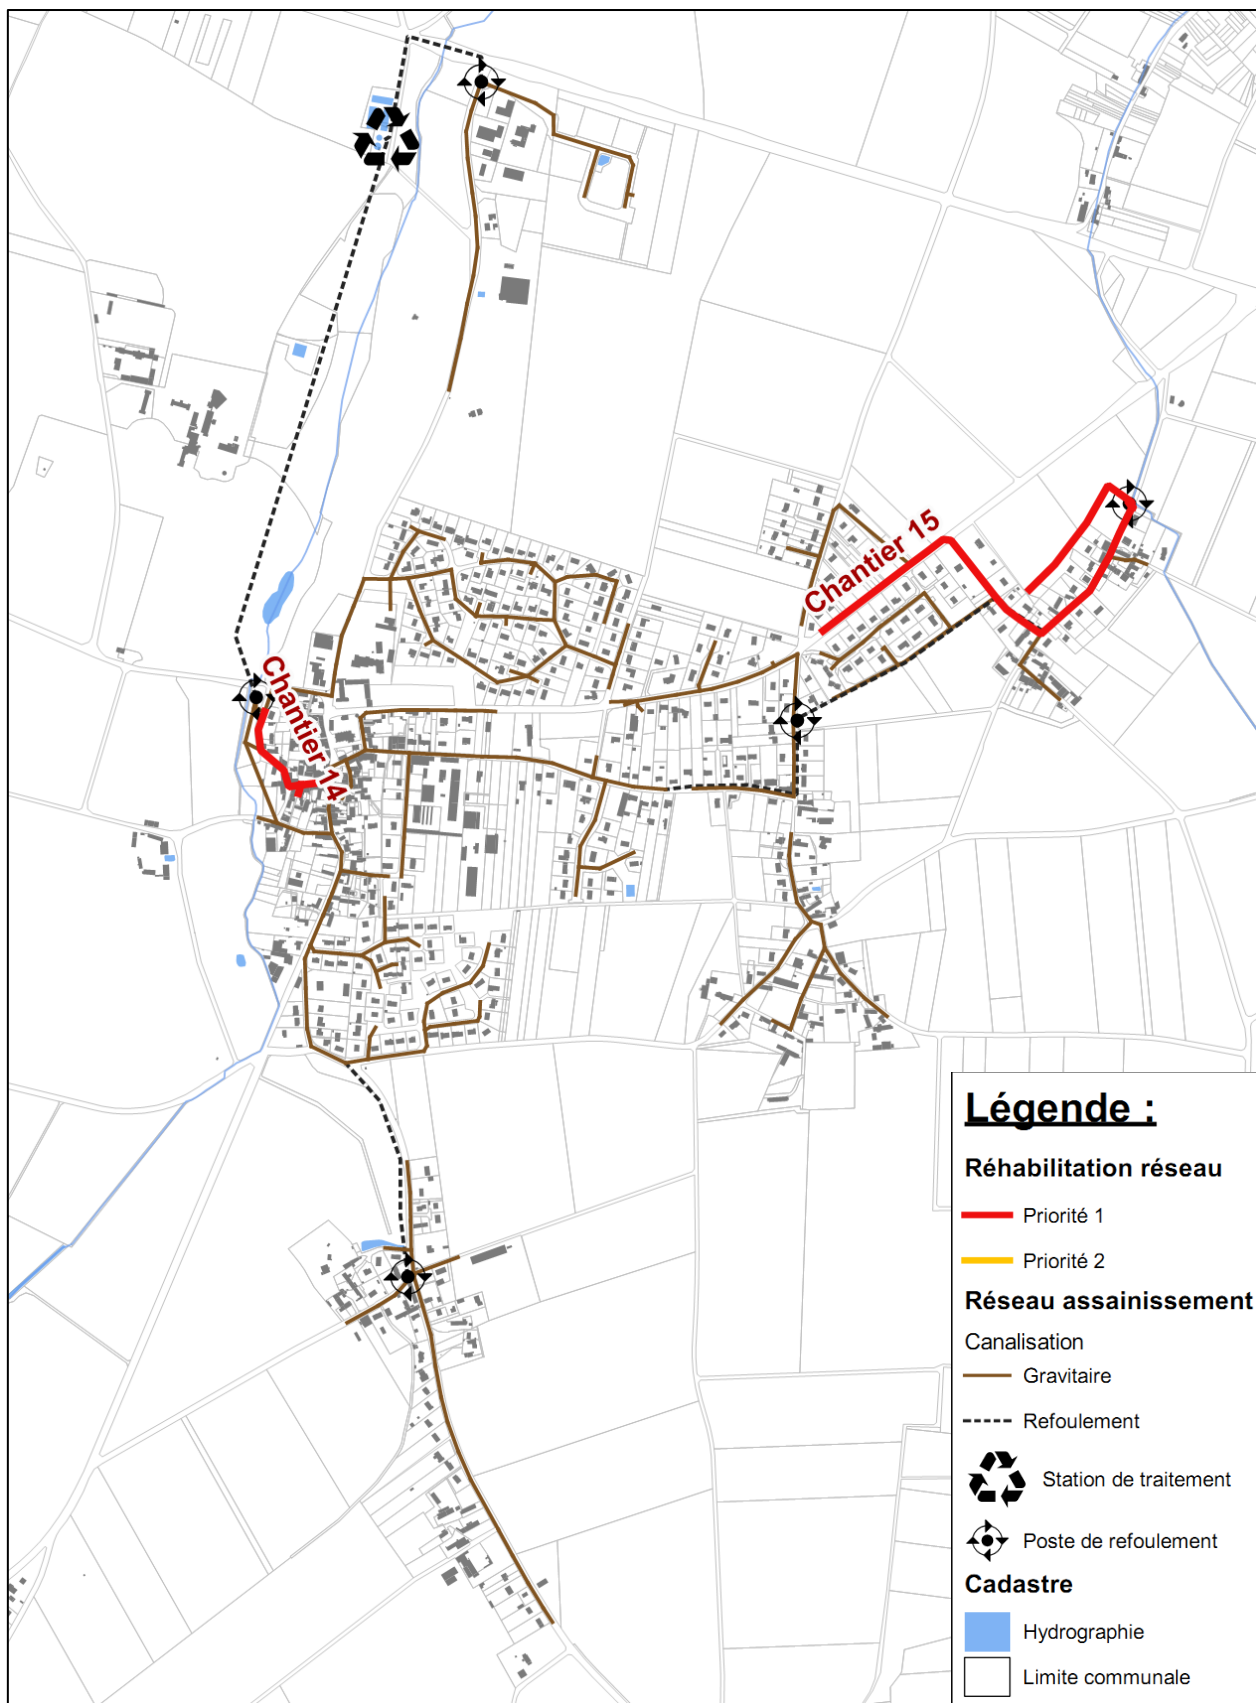 Chantier 15
Chantier 14
Légende :
Réhabilitation réseau
Priorité 1
Priorité 2
Réseau assainissement
Canalisation
Gravitaire
Refoulement
Station de traitement
Poste de refoulement
Cadastre
Hydrographie
Limite communale